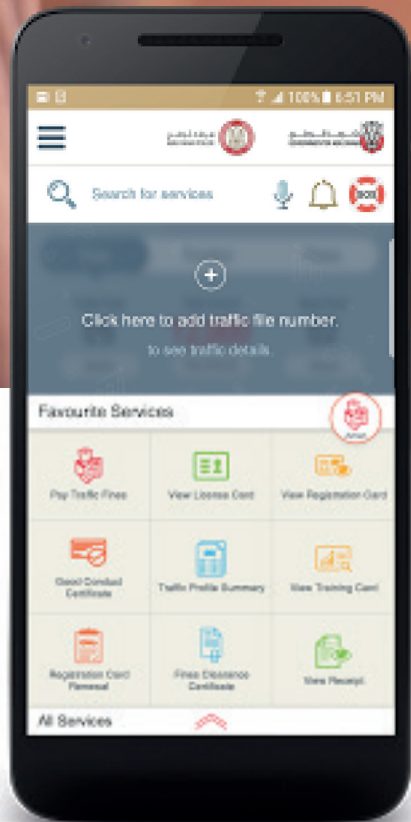 100% 6:51 PM
Search for services
SOS
Click here to add traffic file number.
to see traffic details.
Favourite Services
Pay Traffic Fines
View License Card
View Registration Card
Good Conduct
Certificate
Traffic Profile Summary
View Training Card
Registration Card
Renewal
Fines Clearance
Certificate
View Receipt
All Services